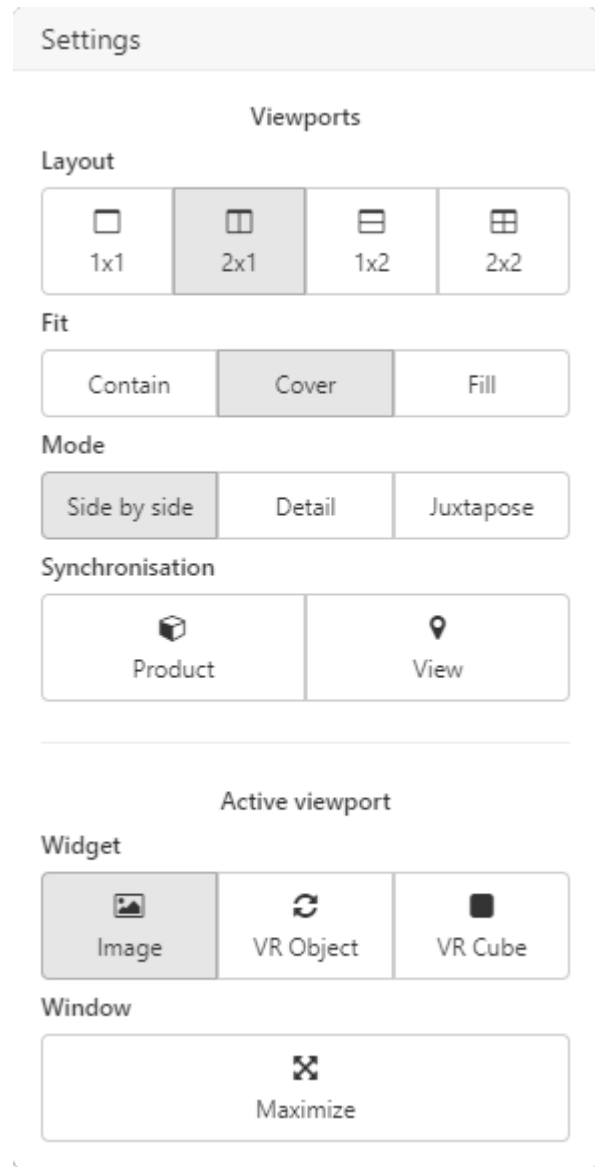 Settings
Viewports
Layout
1x1 2x1 1x2 2x2
Fit
Contain Cover Fill
Mode
Side by side Detail Juxtapose
Synchronisation
Product View
Active viewport
Widget
Image VR Object VR Cube
Window
Maximize